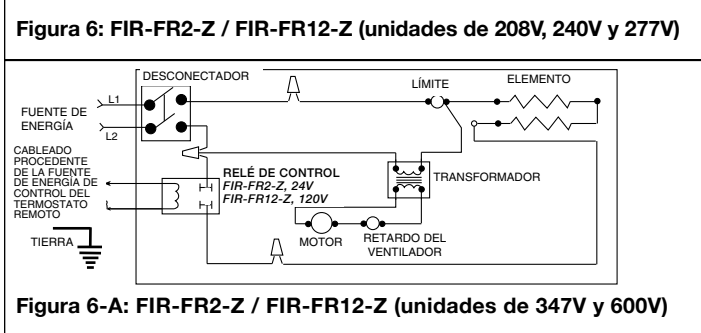 Figura 6: FIR-FR2-Z / FIR-FR12-Z (unidades de 208V, 240V y 277V)
DESCONECTADOR
L1
FUENTE DE
ENERGÍA
L2
LÍMITE
ELEMENTO
CABLEADO
PROCEDENTE
DE LA FUENTE
DE ENERGÍA DE
CONTROL DEL
TERMOSTATO
REMOTO
RELÉ DE CONTROL
FIR-FR2-Z, 24V
FIR-FR12-Z, 120V
TRANSFORMADOR
TIERRA
MOTOR
RETARDO DEL
VENTILADOR
Figura 6-A: FIR-FR2-Z / FIR-FR12-Z (unidades de 347V y 600V)